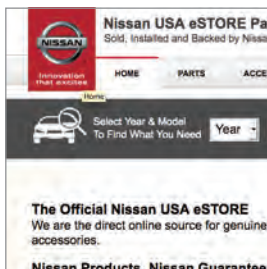 Nissan USA eSTORE Pa
Sold, Installed and Backed by Nissa
NISSAN
Innovation
that excites
HOME PARTS ACCE
Home
Select Year & Model
To Find What You Need
Year
The Official Nissan USA eSTORE
We are the direct online source for genuine
accessories.
Nissan Products, Nissan Guarantee